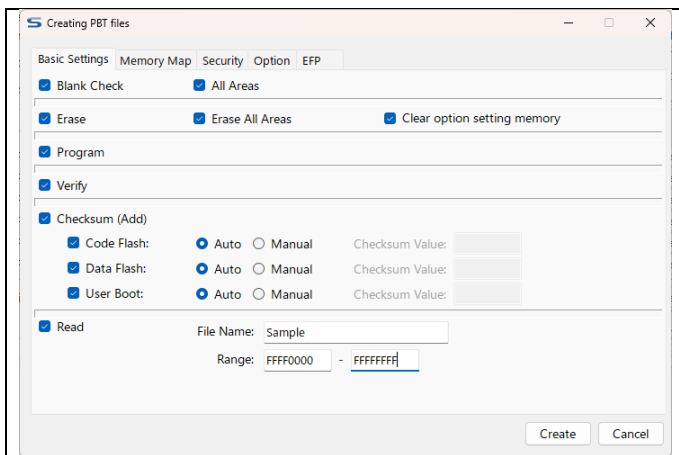 Creating PBT files
Basic Settings Memory Map Security Option EFP
Blank Check All Areas
Erase Erase All Areas Clear option setting memory
Program
Verify
Checksum (Add)
Code Flash: Auto Manual Checksum Value:
Data Flash: Auto Manual Checksum Value:
User Boot: Auto Manual Checksum Value:
Read File Name: Sample
Range: FFFF0000 - FFFFFFFF
Create Cancel